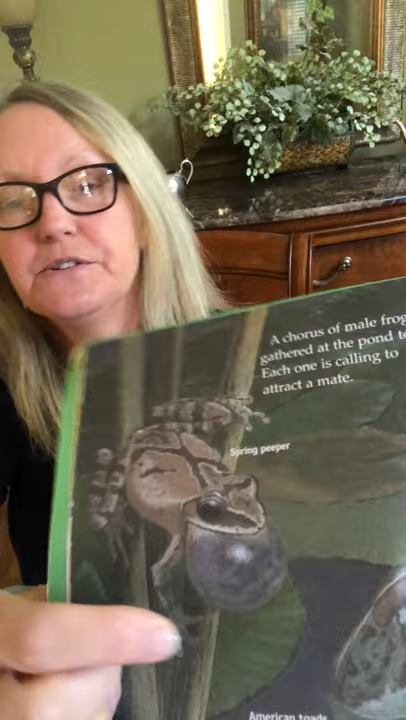 A chorus of male frog
gathered at the pond to
Each one is calling to
attract a mate.
Spring peeper
American toads